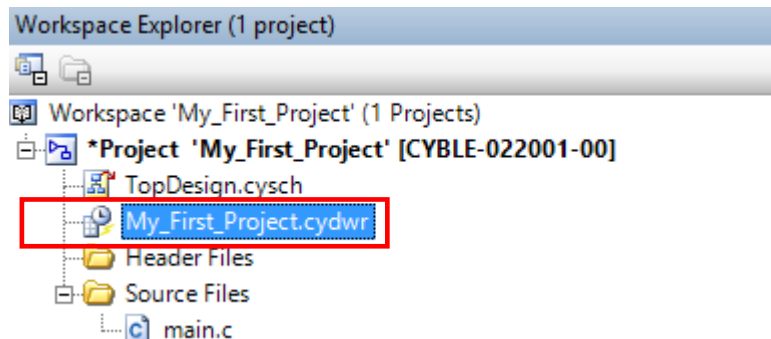 Workspace Explorer (1 project)
Workspace 'My_First_Project' (1 Projects)
*Project 'My_First_Project' [CYBLE-022001-00]
TopDesign.cysch
My_First_Project.cydwr
Header Files
Source Files
main.c